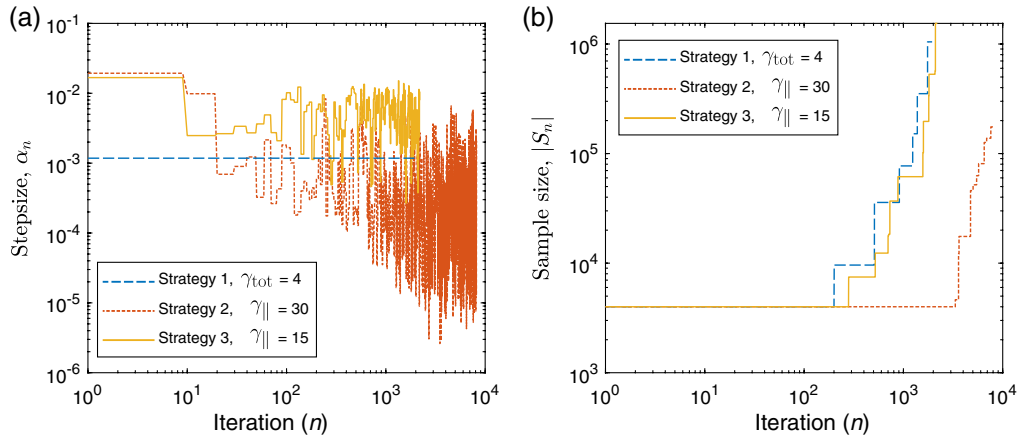 (a)
10^-1
10^-2
10^-3
10^-4
10^-5
10^-6
Stepsize, α_n
Strategy 1, γ_tot = 4
Strategy 2, γ_∥ = 30
Strategy 3, γ_∥ = 15
10^0
10^1
10^2
10^3
10^4
Iteration (n)
(b)
10^6
10^5
10^4
10^3
Sample size, |S_n|
Strategy 1, γ_tot = 4
Strategy 2, γ_∥ = 30
Strategy 3, γ_∥ = 15
10^0
10^1
10^2
10^3
10^4
Iteration (n)